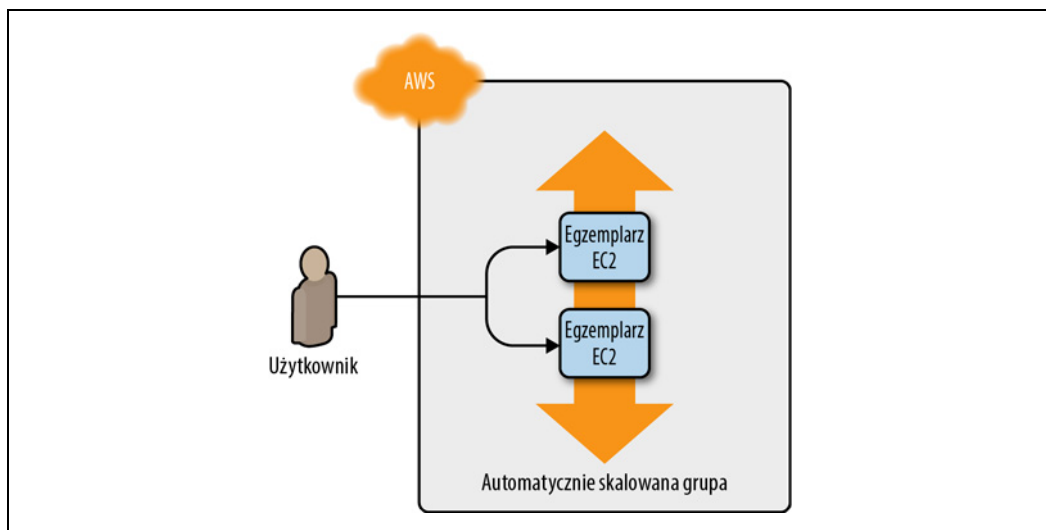 AWS
Egzemplarz
EC2
Egzemplarz
EC2
Użytkownik
Automatycznie skalowana grupa